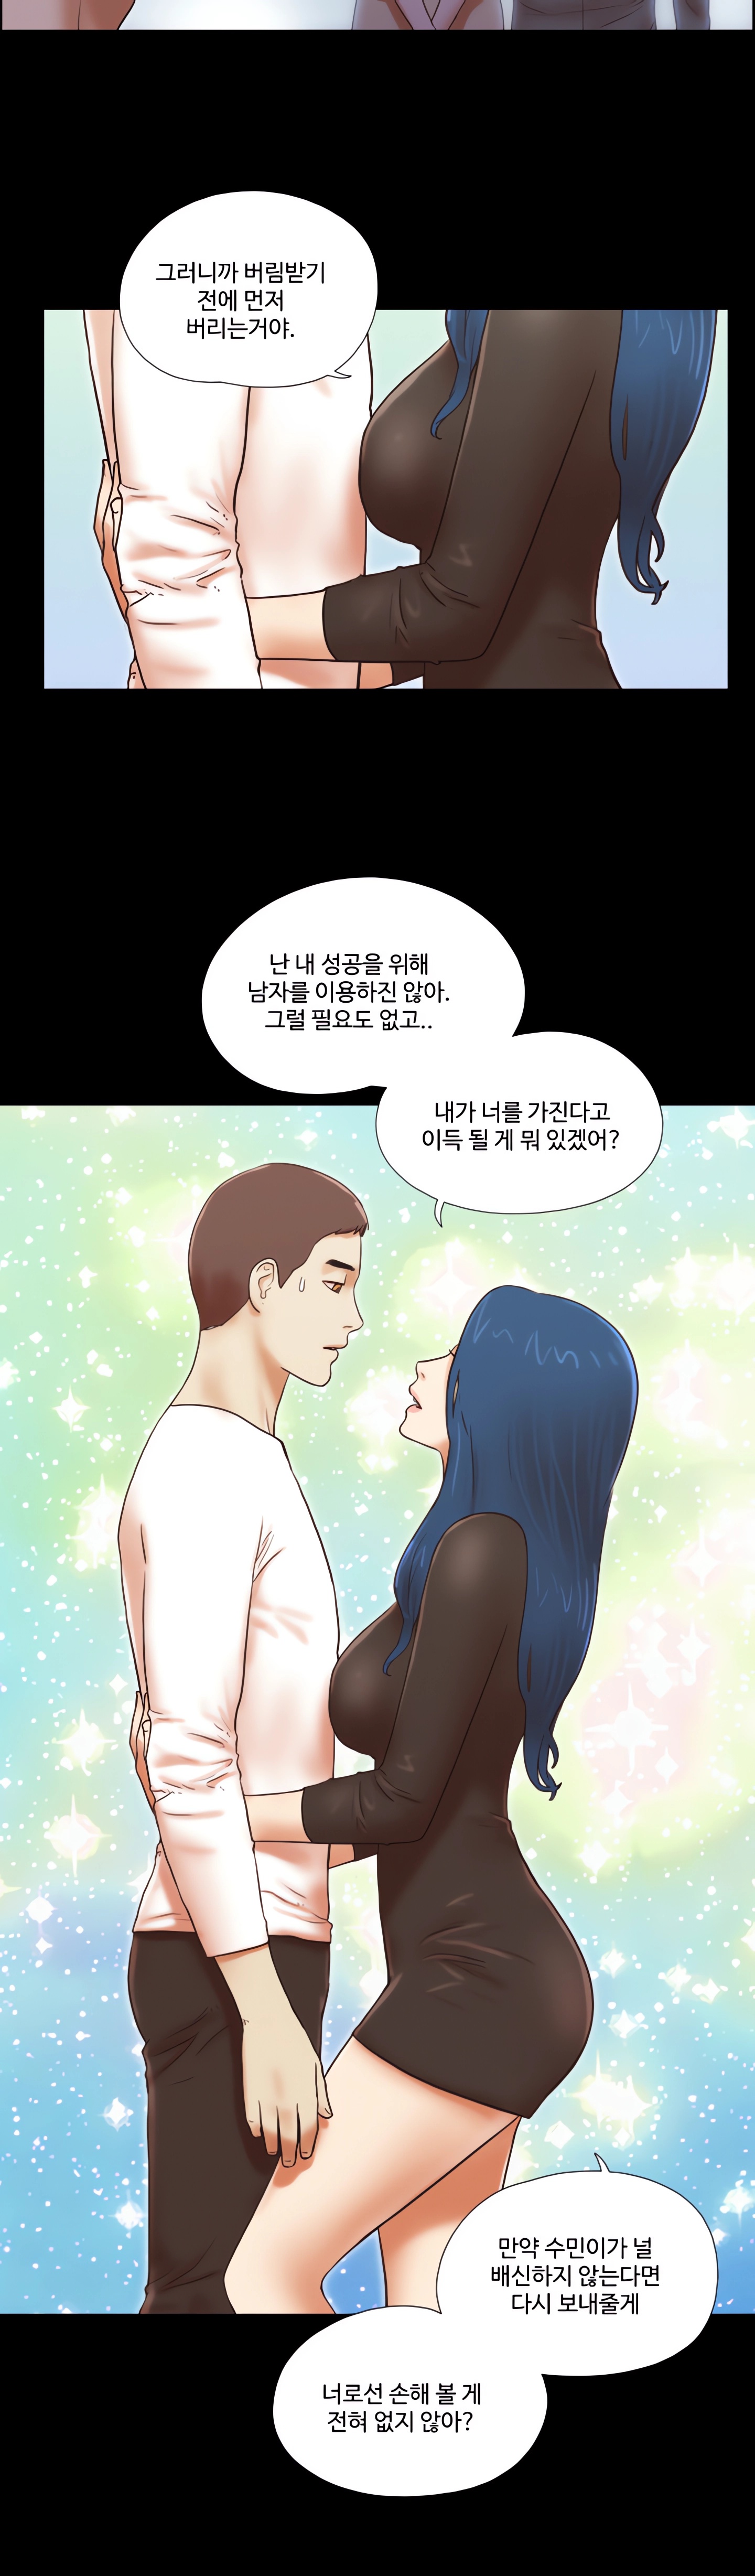 그러니까 버림받기
전에 먼저
버리는거야.
난 내 성공을 위해
남자를 이용하진 않아.
그럴 필요도 없고..
내가 너를 가진다고
이득 될 게 뭐 있겠어?
만약 수민이가 널
배신하지 않는다면
다시 보내줄게
너로선 손해 볼 게
전혀 없지 않아?